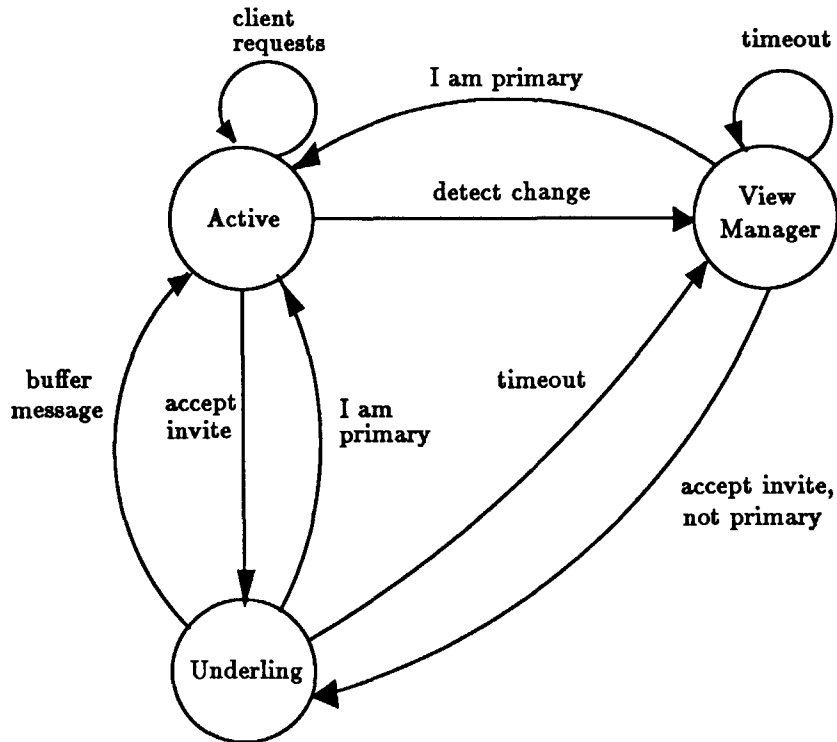 client
requests
timeout
I am primary
Active
detect change
View
Manager
buffer
message
accept
invite
I am
primary
timeout
accept invite,
not primary
Underling